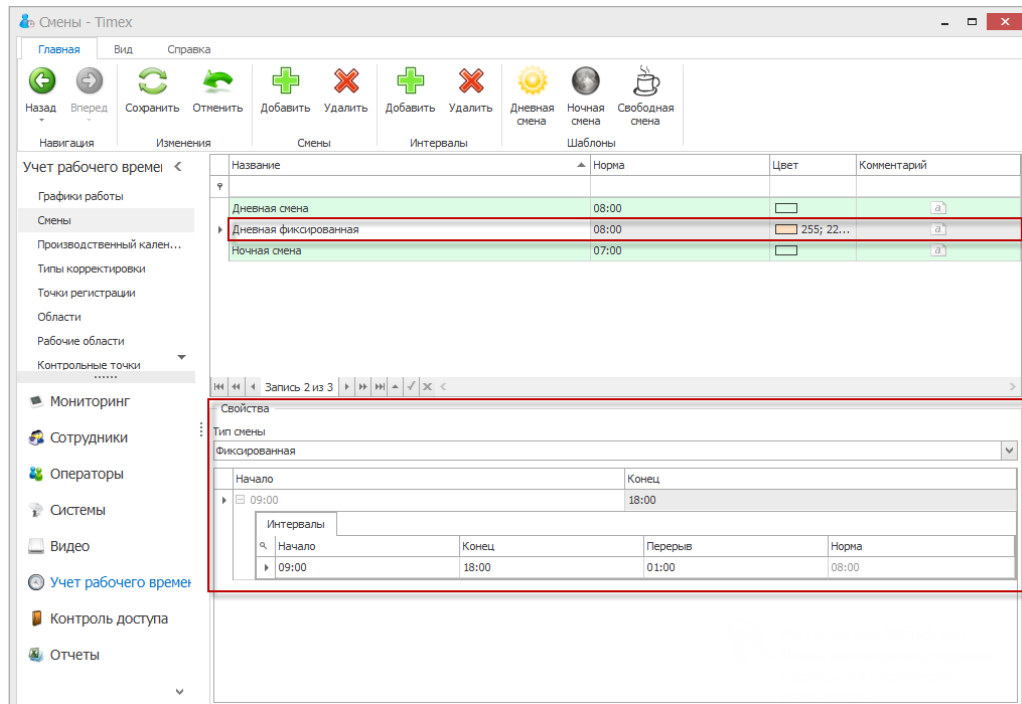 Смены - Timex
Главная Вид Справка
Назад Вперед Сохранить Отменить Добавить Удалить Добавить Удалить Дневная смена Ночная смена Свободная смена
Навигация Изменения Смены Интервалы Шаблоны
Учет рабочего времеі
Графики работы
Смены
Производственный кален...
Типы корректировки
Точки регистрации
Области
Рабочие области
Контрольные точки
Мониторинг
Сотрудники
Операторы
Системы
Видео
Учет рабочего времен
Контроль доступа
Отчеты
Название Норма Цвет Комментарий
Дневная смена 08:00 a
Дневная фиксированная 08:00 255; 22... a
Ночная смена 07:00 a
Запись 2 из 3
Свойства
Тип смены
Фиксированная
Начало Конец
09:00 18:00
Интервалы
Начало Конец Перерыв Норма
09:00 18:00 01:00 08:00